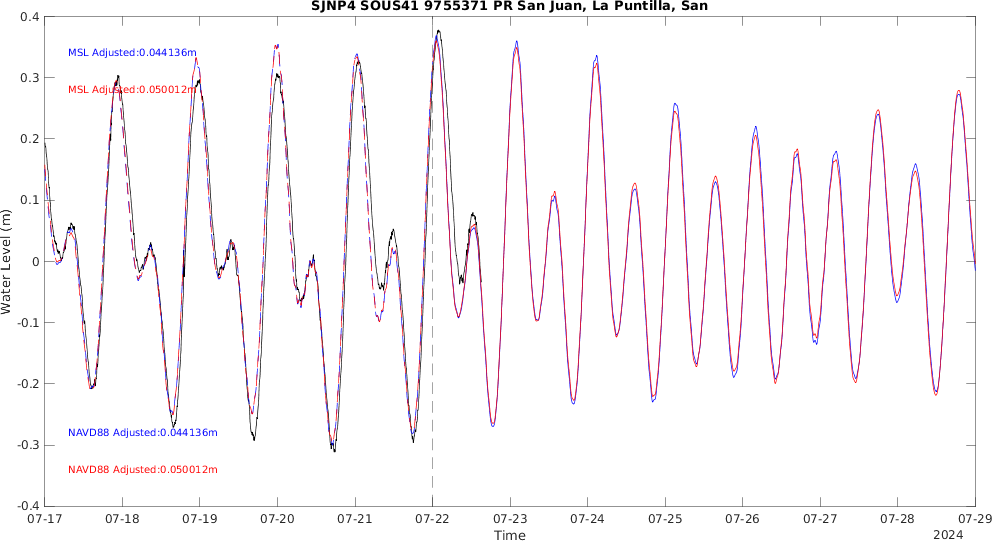 SJNP4 SOUS41 9755371 PR San Juan, La Puntilla, San
0.4
MSL Adjusted:0.044136m
0.3
MSL Adjusted:0.050012m
0.2
0.1
0
Water Level (m)
-0.1
-0.2
NAVD88 Adjusted:0.044136m
-0.3
NAVD88 Adjusted:0.050012m
-0.4
07-17 07-18 07-19 07-20 07-21 07-22 07-23 07-24 07-25 07-26 07-27 07-28 07-29
Time
2024